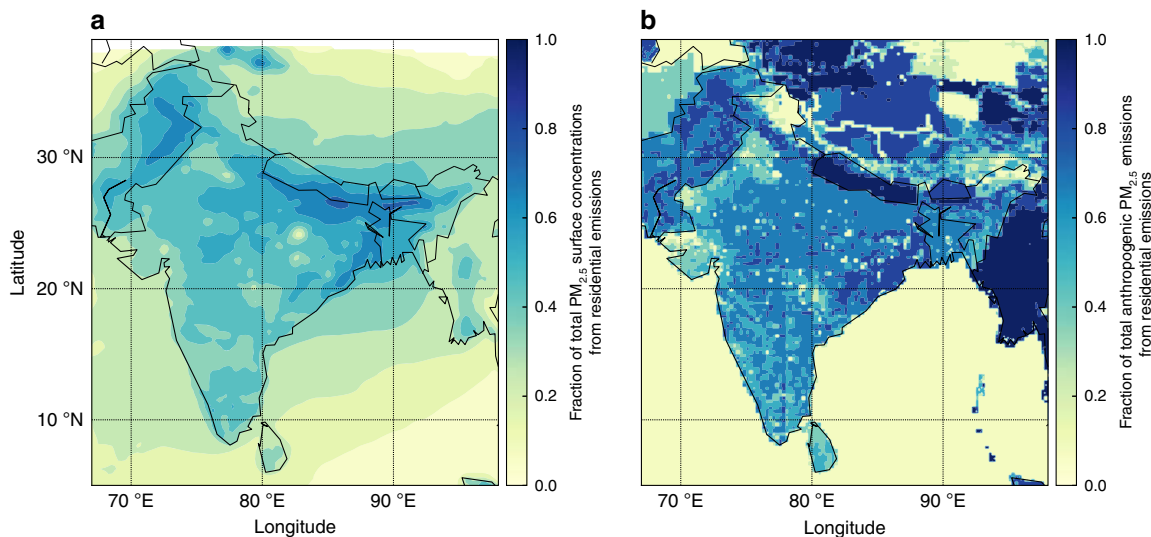 a
30 °N
20 °N
10 °N
Latitude
70 °E 80 °E 90 °E
Longitude
1.0
0.8
0.6
0.4
0.2
0.0
Fraction of total PM2.5 surface concentrations
from residential emissions
b
70 °E 80 °E 90 °E
Longitude
1.0
0.8
0.6
0.4
0.2
0.0
Fraction of total anthropogenic PM2.5 emissions
from residential emissions